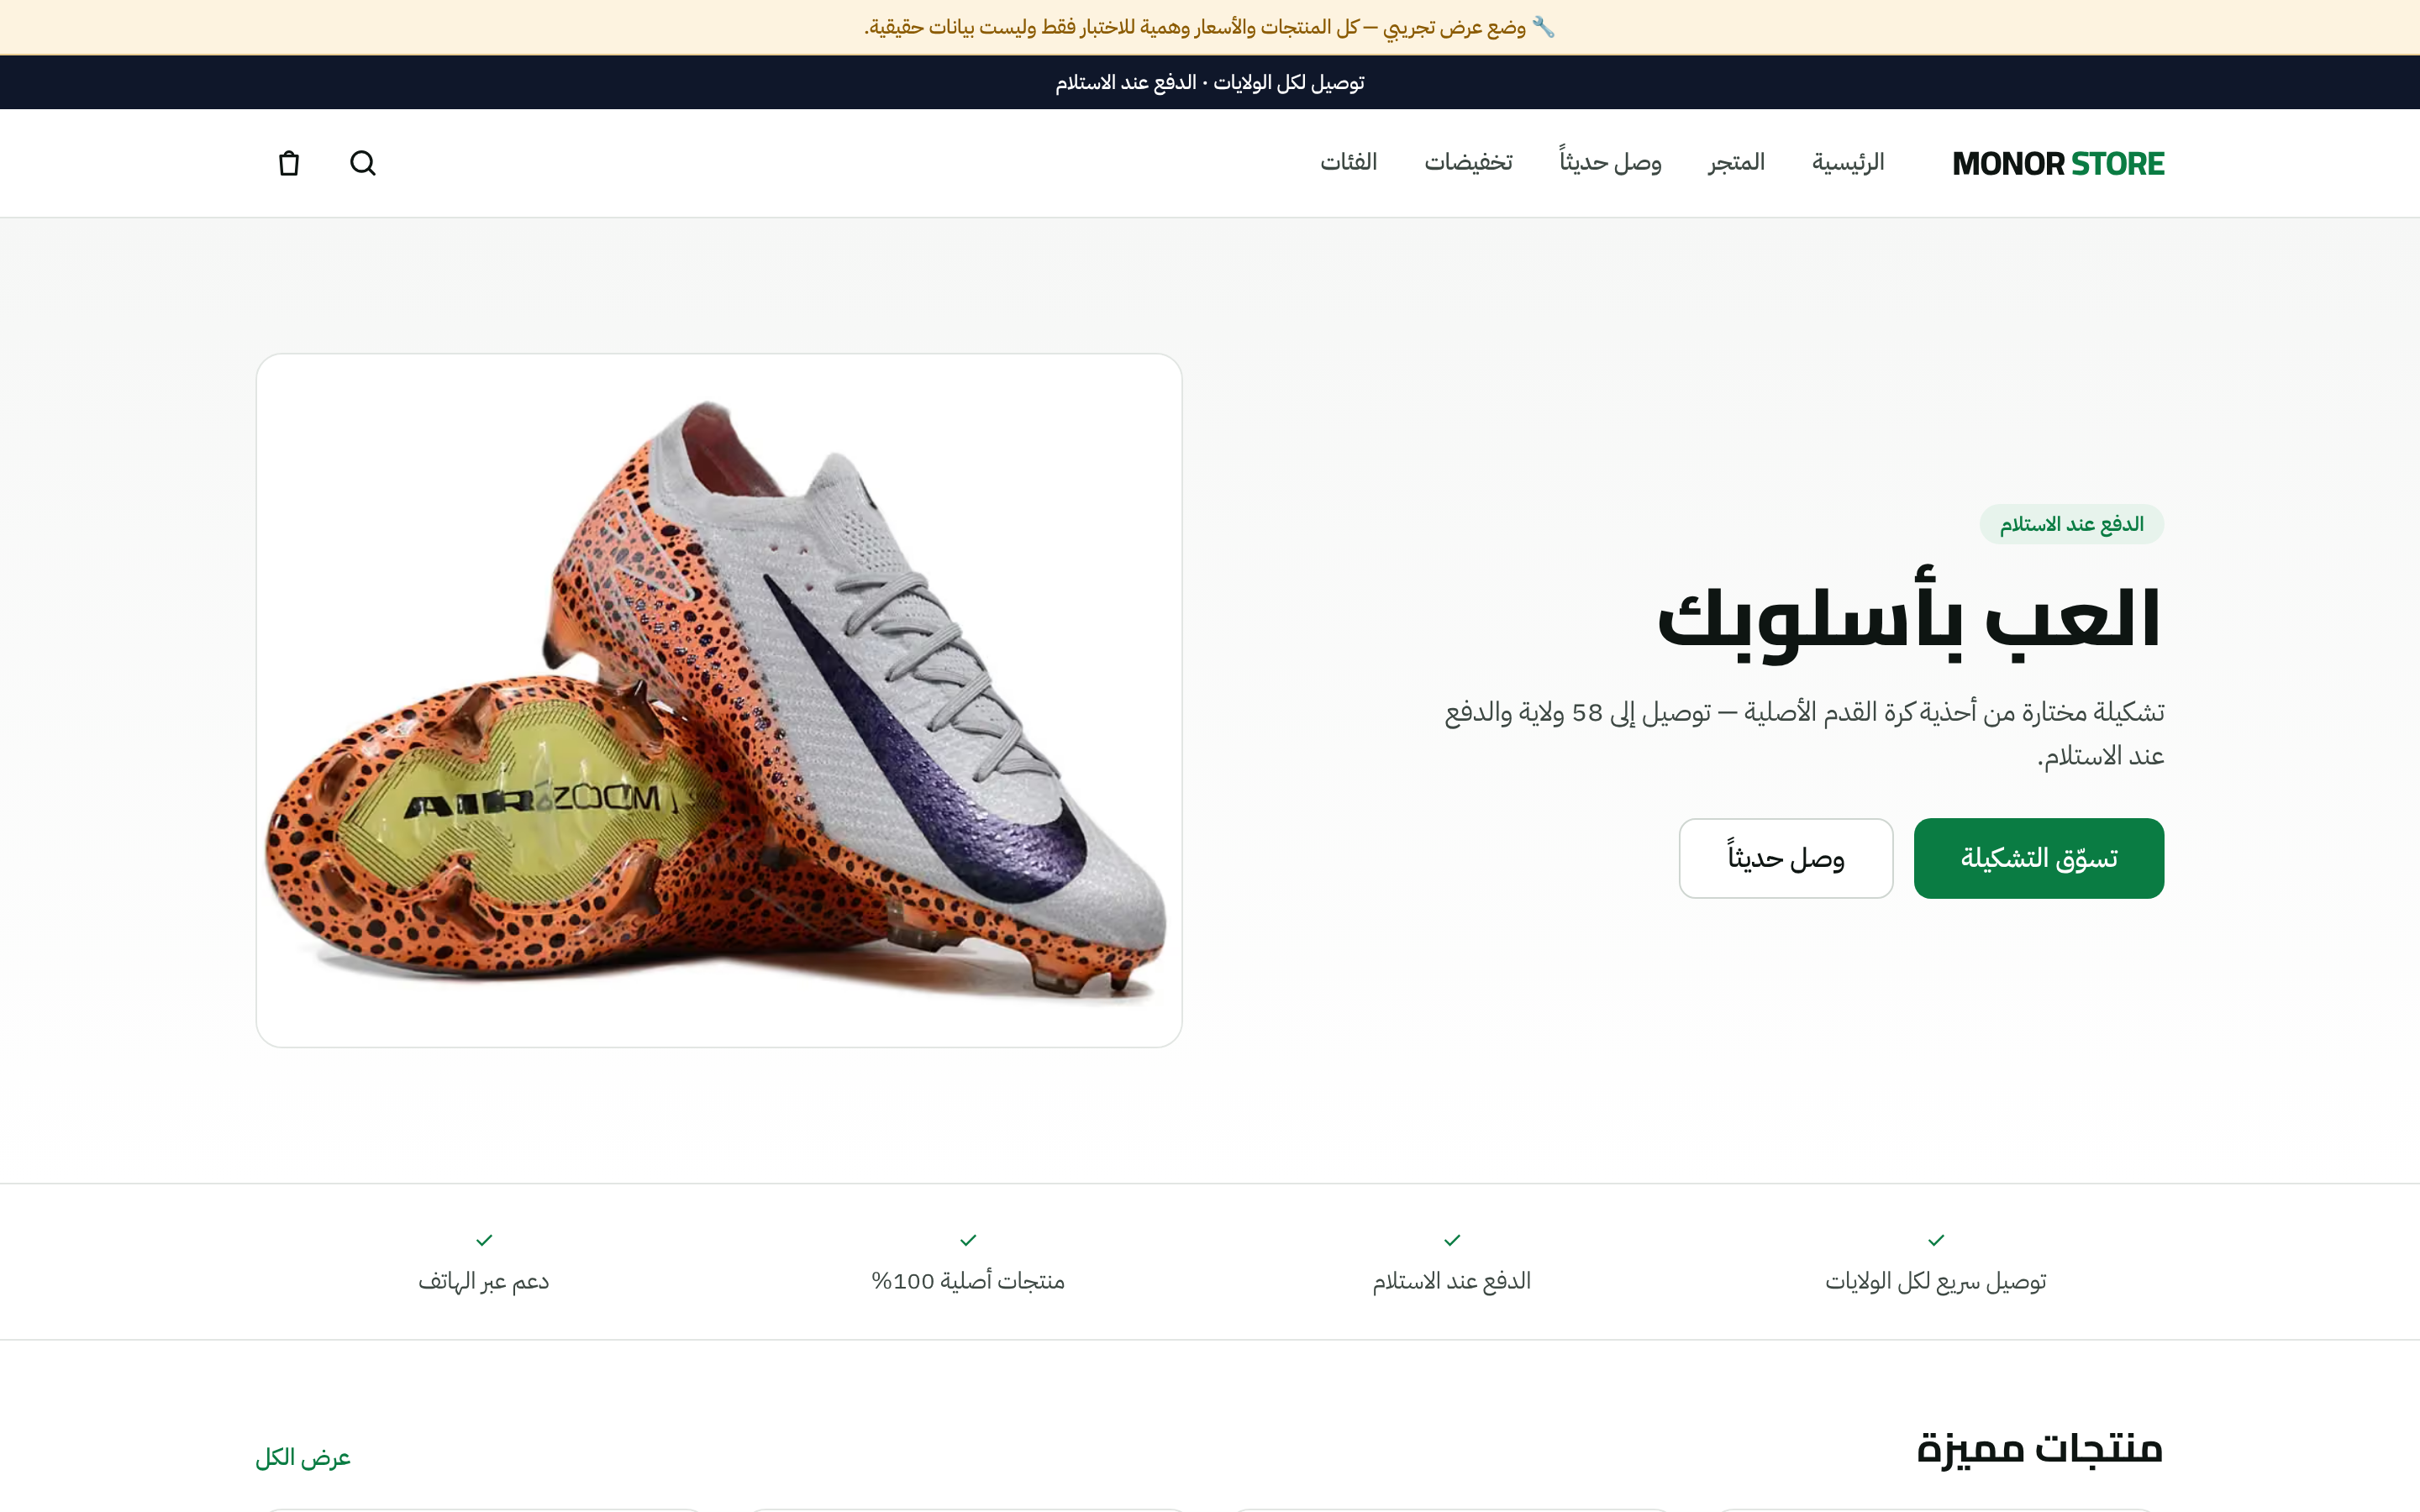 🔧 وضع عرض تجريبي — كل المنتجات والأسعار وهمية للاختبار فقط وليست بيانات حقيقية.
توصيل لكل الولايات · الدفع عند الاستلام
MONOR STORE
الرئيسية
المتجر
وصل حديثاً
تخفيضات
الفئات
الدفع عند الاستلام
العب بأسلوبك
تشكيلة مختارة من أحذية كرة القدم الأصلية — توصيل إلى 58 ولاية والدفع
عند الاستلام.
تسوّق التشكيلة
وصل حديثاً
AIR ZOOM
توصيل سريع لكل الولايات
الدفع عند الاستلام
منتجات أصلية 100%
دعم عبر الهاتف
منتجات مميزة
عرض الكل